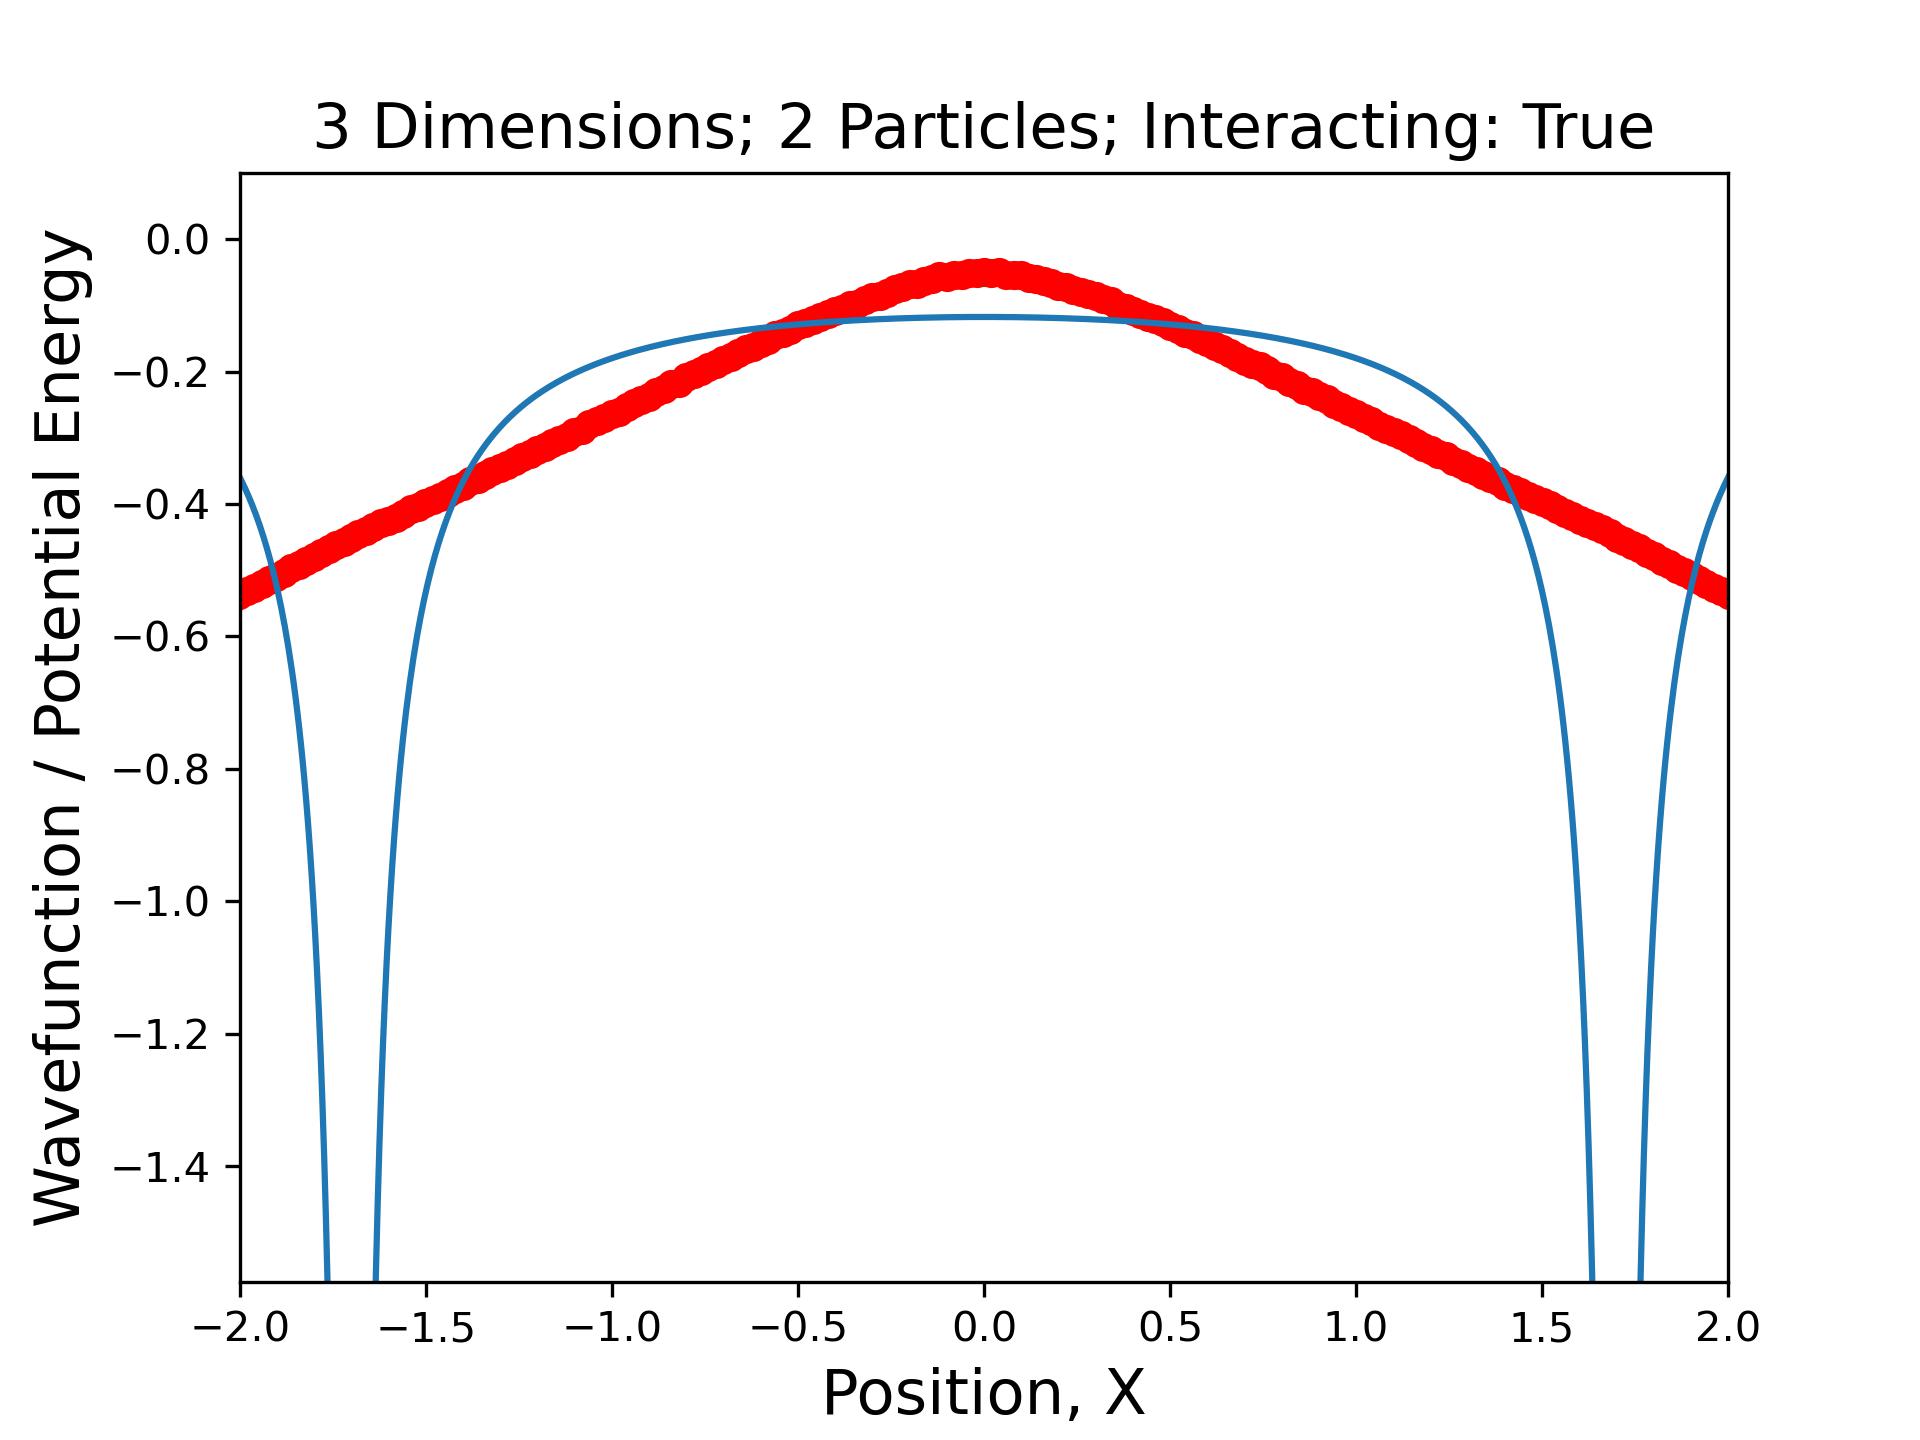 3 Dimensions; 2 Particles; Interacting: True
Wavefunction / Potential Energy
0.0
−0.2
−0.4
−0.6
−0.8
−1.0
−1.2
−1.4
−2.0 −1.5 −1.0 −0.5 0.0 0.5 1.0 1.5 2.0
Position, X